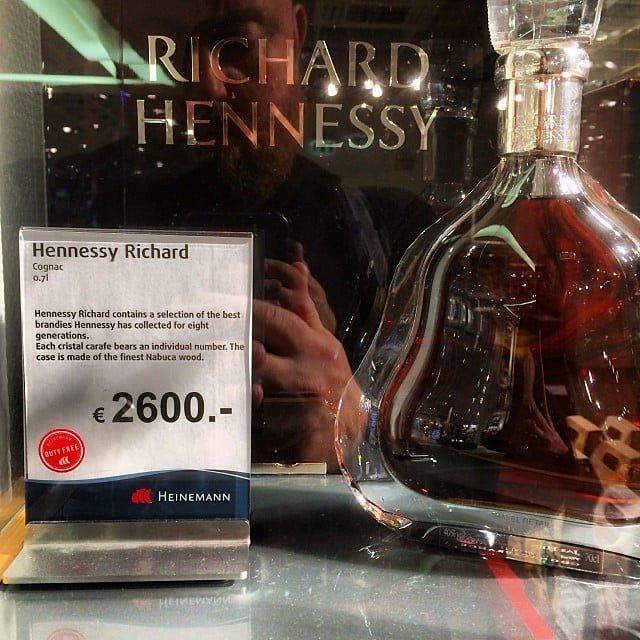 RICHARD
HENNESSY
Hennessy Richard
Cognac
0.7l
Hennessy Richard contains a selection of the best
brandies Hennessy has collected for eight
generations.
Each cristal carafe bears an individual number. The
case is made of the finest Nabuca wood.
€ 2600.-
HEINEMANN
DUTY FREE
HEINEMANN